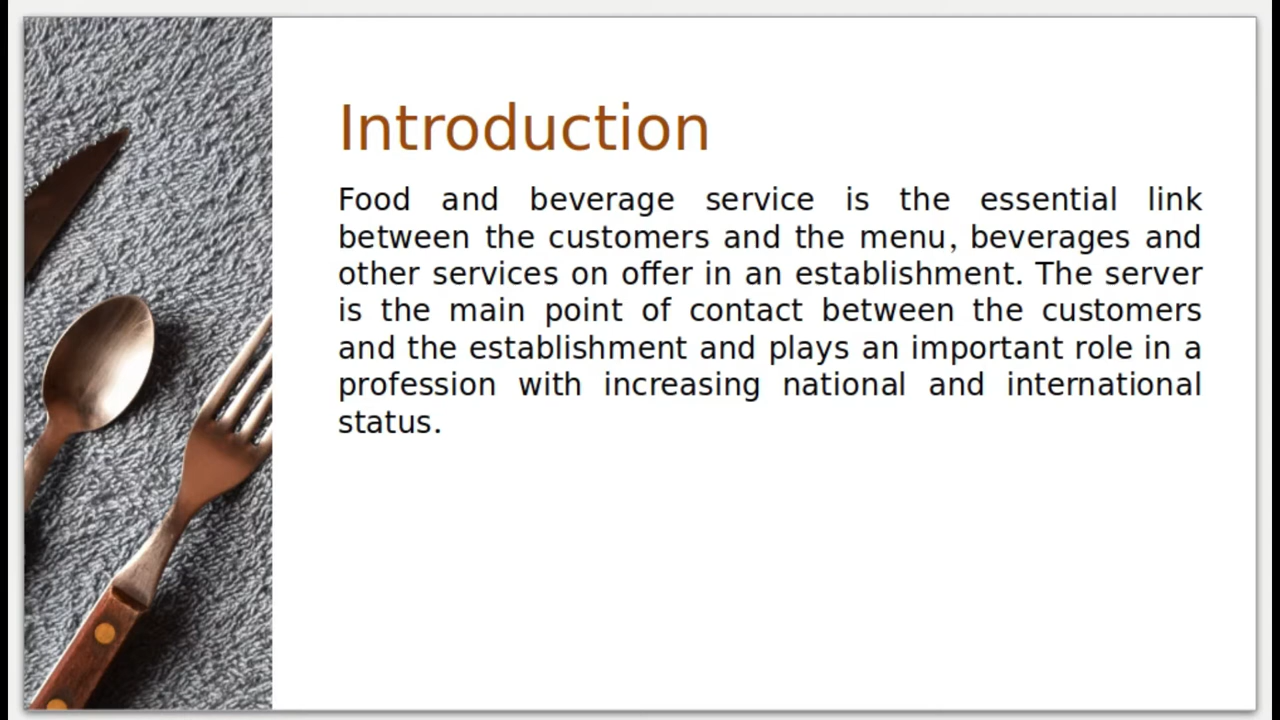 Introduction
Food and beverage service is the essential link
between the customers and the menu, beverages and
other services on offer in an establishment. The server
is the main point of contact between the customers
and the establishment and plays an important role in a
profession with increasing national and international
status.